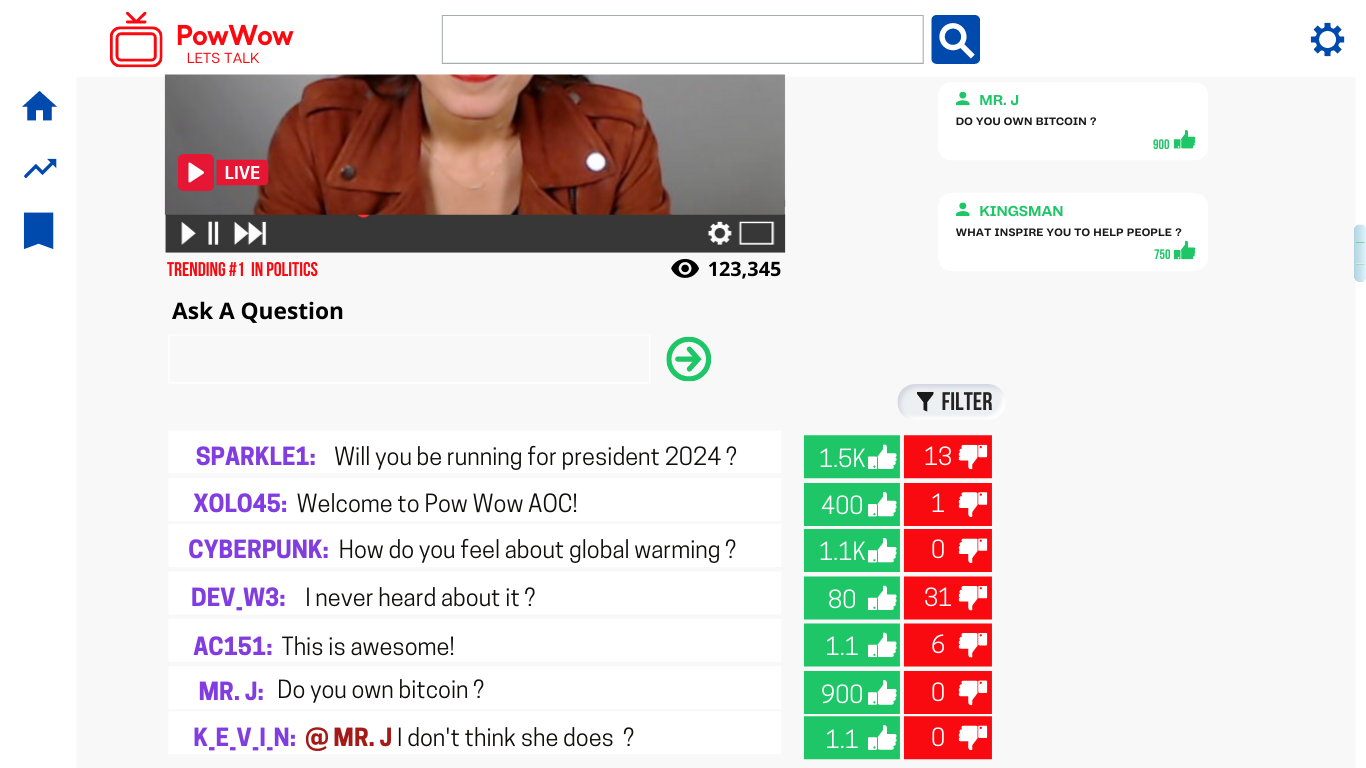 PowWow
LETS TALK
MR. J
DO YOU OWN BITCOIN ?
900
LIVE
KINGSMAN
WHAT INSPIRE YOU TO HELP PEOPLE ?
750
TRENDING #1 IN POLITICS
123,345
Ask A Question
FILTER
SPARKLE1: Will you be running for president 2024 ? 1.5K 13
XOLO45: Welcome to Pow Wow AOC! 400 1
CYBERPUNK: How do you feel about global warming ? 1.1K 0
DEV_W3: I never heard about it ? 80 31
AC151: This is awesome! 1.1 6
MR. J: Do you own bitcoin ? 900 0
K_E_V_I_N: @ MR. J I don't think she does ? 1.1 0